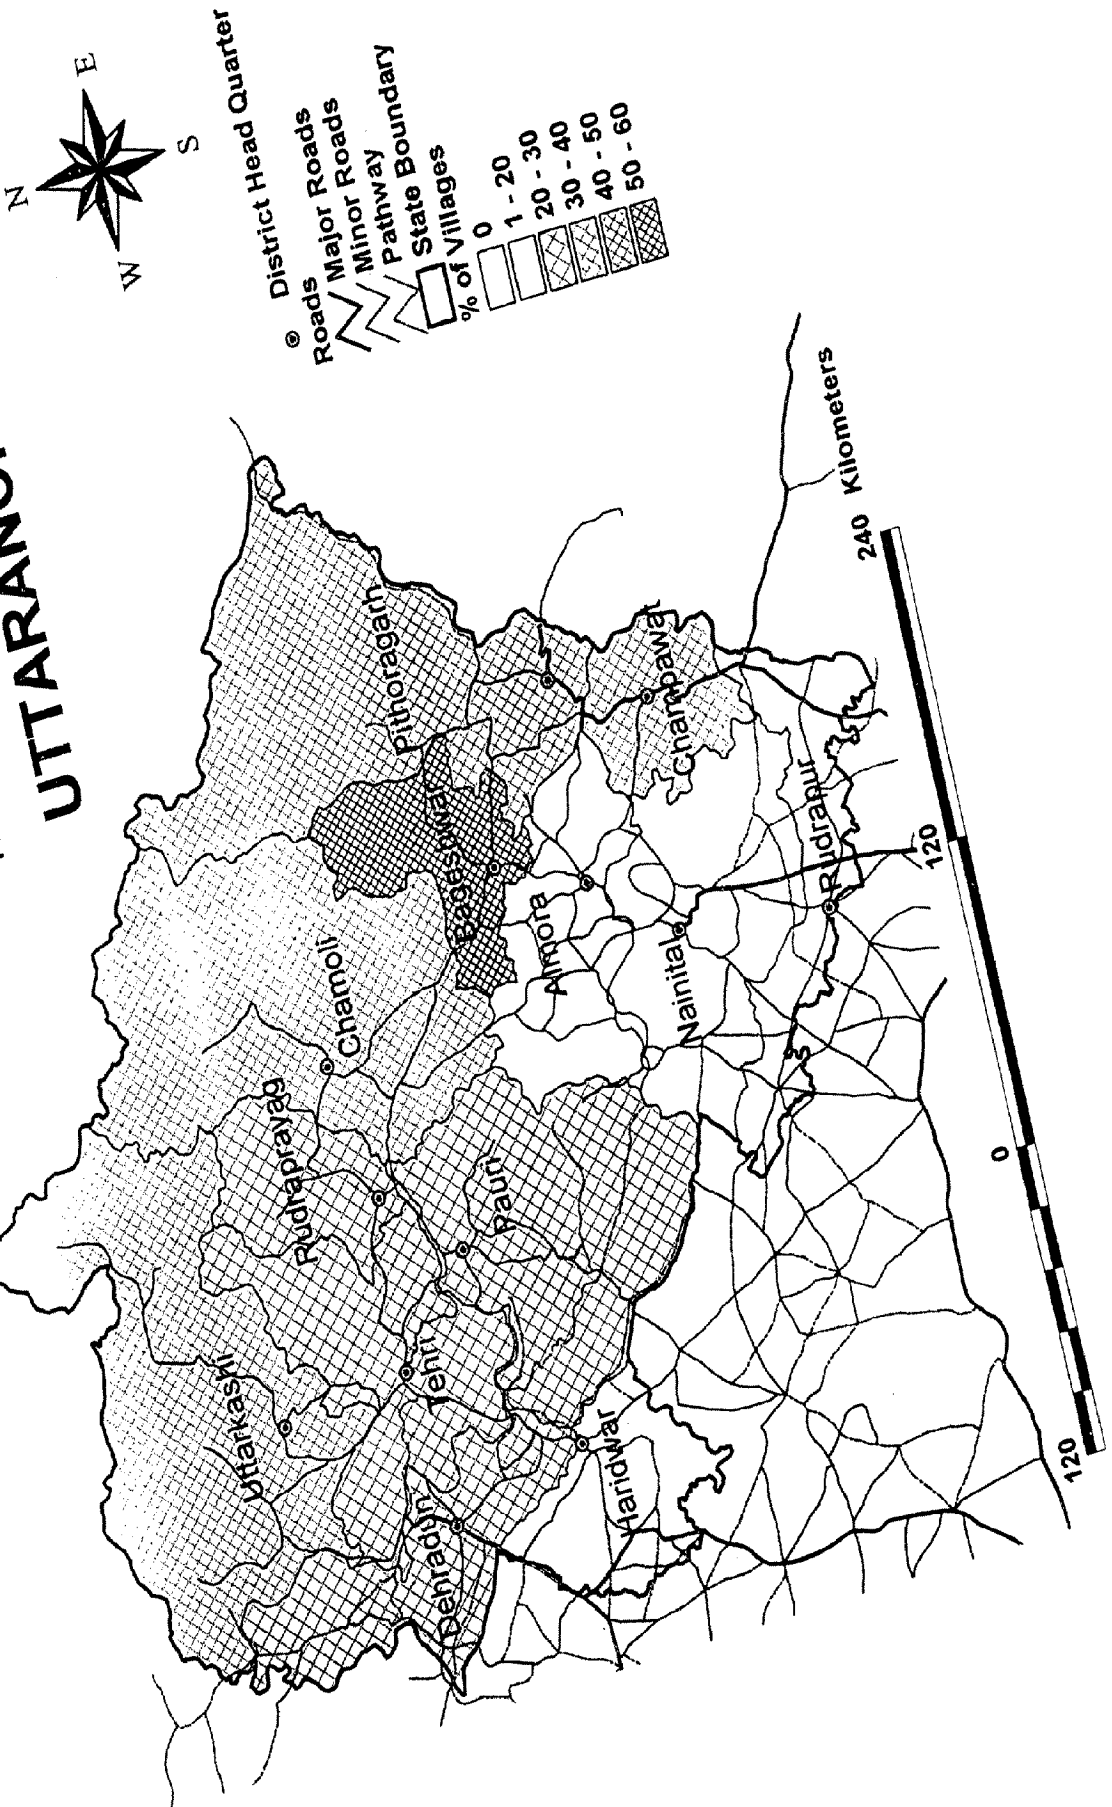 N
E
S
W
District Head Quarter
Roads
Major Roads
Minor Roads
Pathway
State Boundary
% of Villages
0
1 - 20
20 - 30
30 - 40
40 - 50
50 - 60
Uttarkashi
Rudraprayag
Chamoli
Pithoragarh
Dehradun
Tehri
Pauri
Bageshwar
Haridwar
Almora
Nainital
Champawat
Rudrapur
120
0
120
240 Kilometers